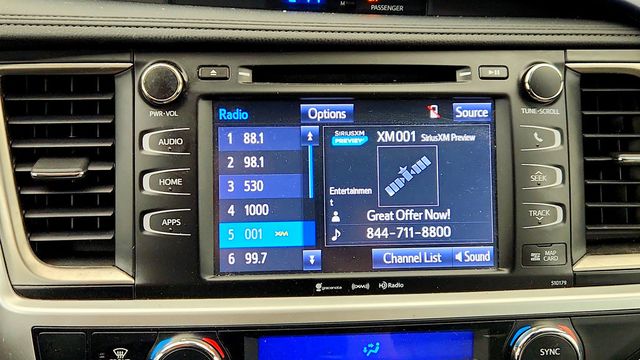 PASSENGER
PWR·VOL
TUNE·SCROLL
AUDIO
HOME
APPS
SEEK
TRACK
MAP
CARD
Radio
Options
Source
1 88.1
2 98.1
3 530
4 1000
5 001 XM
6 99.7
SIRIUSXM
PREVIEW
XM001 SiriusXM Preview
Entertainmen
t
Great Offer Now!
844-711-8800
Channel List
Sound
gracenote
XM
HD Radio
510179
SYNC